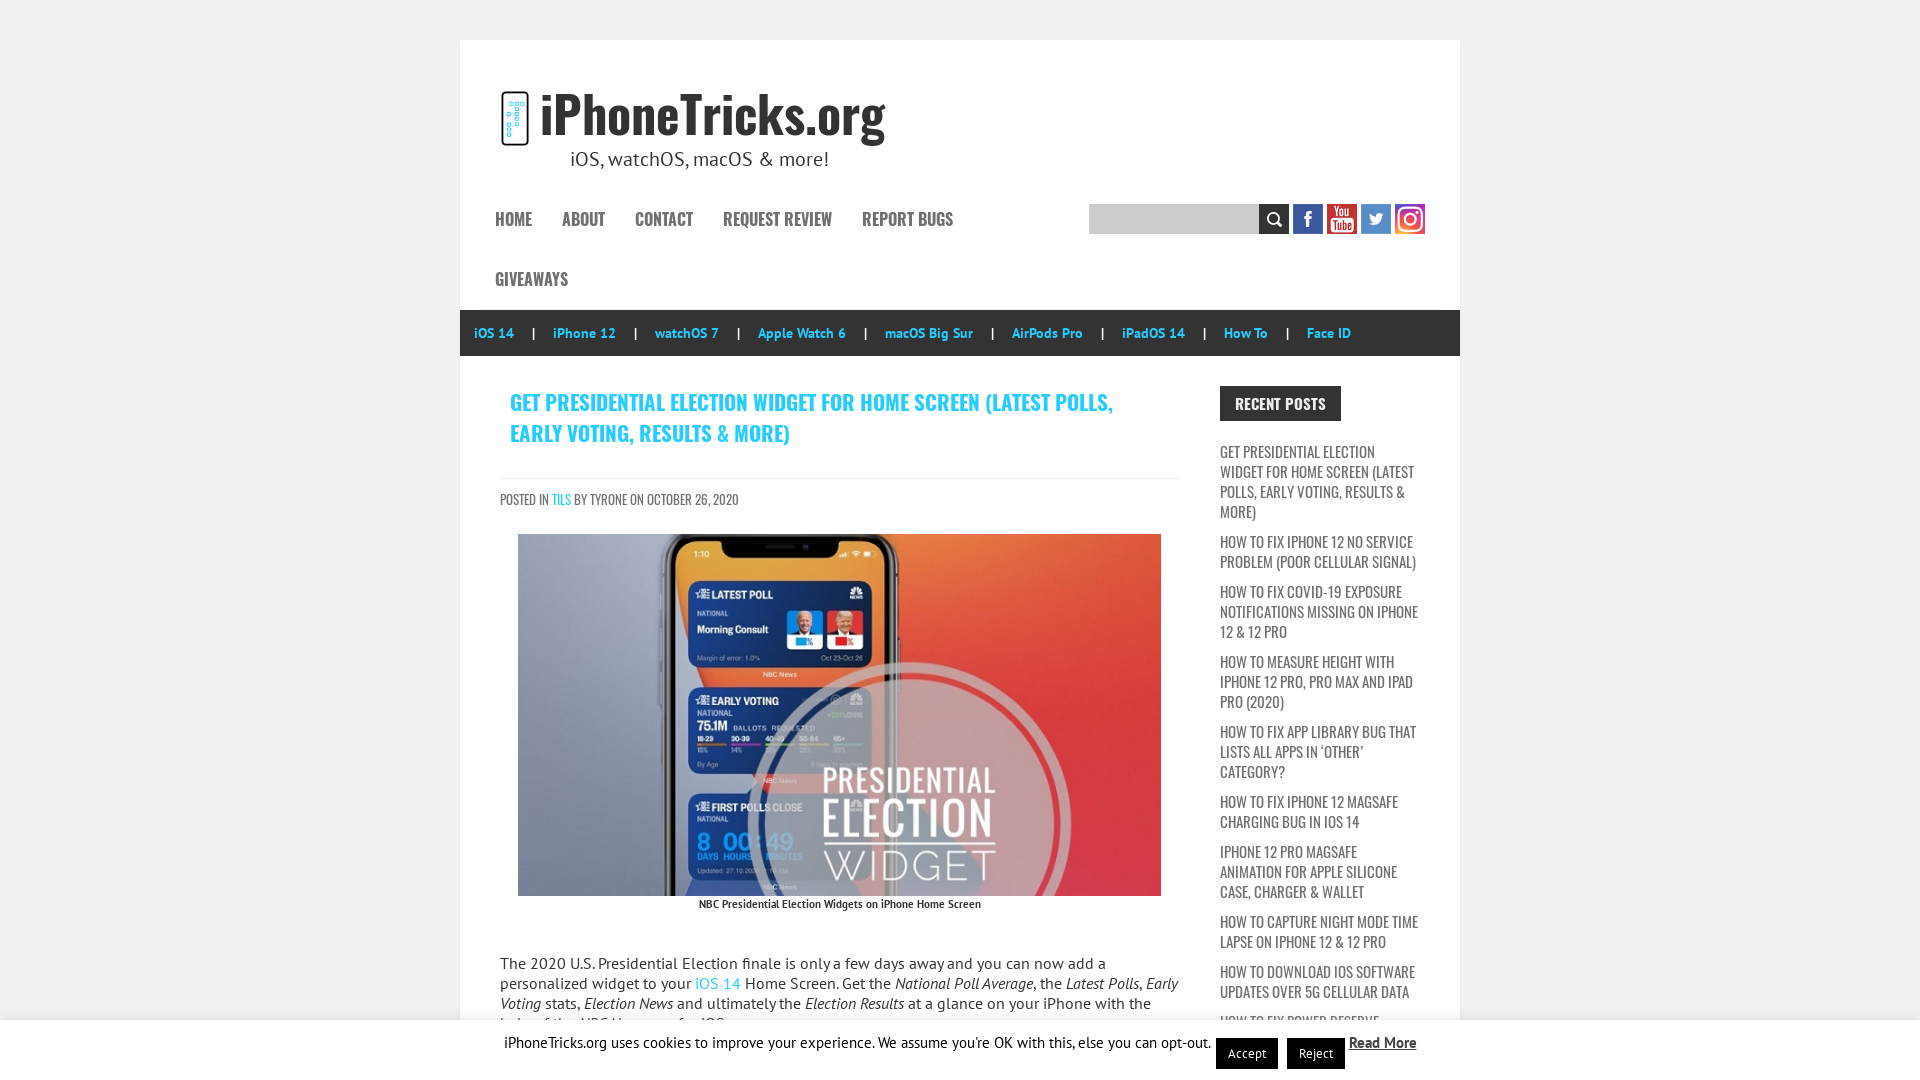 iPhoneTricks.org
iOS, watchOS, macOS & more!
HOME ABOUT CONTACT REQUEST REVIEW REPORT BUGS
You
Tube
GIVEAWAYS
iOS 14 | iPhone 12 | watchOS 7 | Apple Watch 6 | macOS Big Sur | AirPods Pro | iPadOS 14 | How To | Face ID
GET PRESIDENTIAL ELECTION WIDGET FOR HOME SCREEN (LATEST POLLS,
EARLY VOTING, RESULTS & MORE)
POSTED IN TILS BY TYRONE ON OCTOBER 26, 2020
1:10
LATEST POLL
NEWS
NATIONAL
Morning Consult
Margin of error: 1.0% Oct 23-Oct 26
NBC News
EARLY VOTING
NATIONAL
75.1M BALLOTS REQUESTED
18-29 30-39 40-49 50-64 65+
By Age
NBC News
FIRST POLLS CLOSE
NATIONAL
8 00:49
DAYS HOURS MINUTES
NBC News
PRESIDENTIAL
ELECTION
WIDGET
NBC Presidential Election Widgets on iPhone Home Screen
The 2020 U.S. Presidential Election finale is only a few days away and you can now add a
personalized widget to your iOS 14 Home Screen. Get the National Poll Average, the Latest Polls, Early
Voting stats, Election News and ultimately the Election Results at a glance on your iPhone with the
RECENT POSTS
GET PRESIDENTIAL ELECTION
WIDGET FOR HOME SCREEN (LATEST
POLLS, EARLY VOTING, RESULTS &
MORE)
HOW TO FIX IPHONE 12 NO SERVICE
PROBLEM (POOR CELLULAR SIGNAL)
HOW TO FIX COVID-19 EXPOSURE
NOTIFICATIONS MISSING ON IPHONE
12 & 12 PRO
HOW TO MEASURE HEIGHT WITH
IPHONE 12 PRO, PRO MAX AND IPAD
PRO (2020)
HOW TO FIX APP LIBRARY BUG THAT
LISTS ALL APPS IN ‘OTHER’
CATEGORY?
HOW TO FIX IPHONE 12 MAGSAFE
CHARGING BUG IN IOS 14
IPHONE 12 PRO MAGSAFE
ANIMATION FOR APPLE SILICONE
CASE, CHARGER & WALLET
HOW TO CAPTURE NIGHT MODE TIME
LAPSE ON IPHONE 12 & 12 PRO
HOW TO DOWNLOAD IOS SOFTWARE
UPDATES OVER 5G CELLULAR DATA
HOW TO FIX POWER RESERVE
iPhoneTricks.org uses cookies to improve your experience. We assume you're OK with this, else you can opt-out. Accept Reject Read More